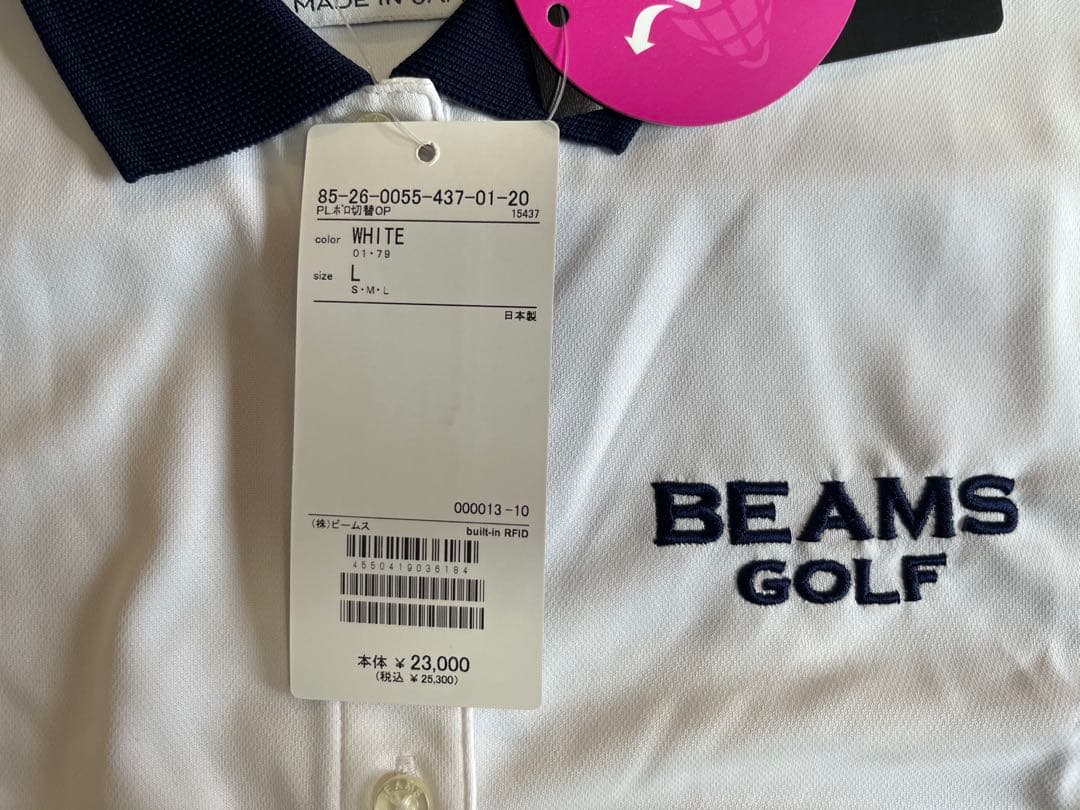 MADE IN
85-26-0055-437-01-20
PLポロ切替OP 15437
color WHITE
01・79
size L
S・M・L
日本製
000013-10
(株)ビームス built-in RFID
4550419036184
本体 ¥ 23,000
(税込 ¥ 25,300)
BEAMS
GOLF